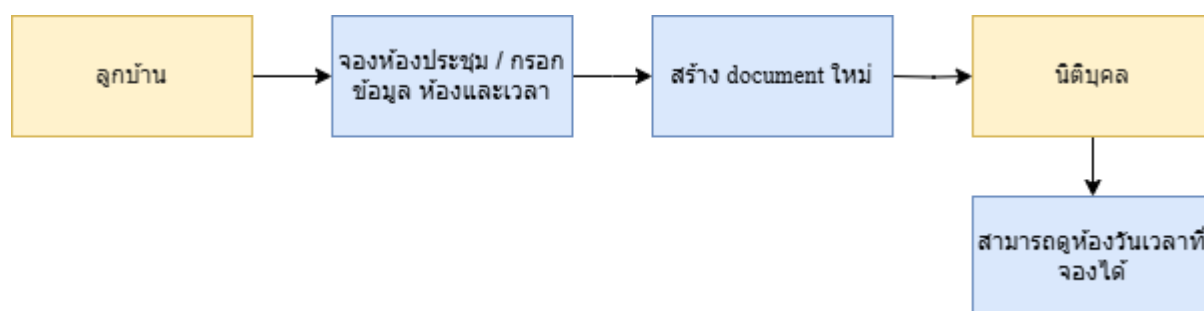 ลูกบ้าน
จองห้องประชุม / กรอก
ข้อมูล ห้องและเวลา
สร้าง document ใหม่
นิติบุคล
สามารถดูห้องวันเวลาที่
จองได้